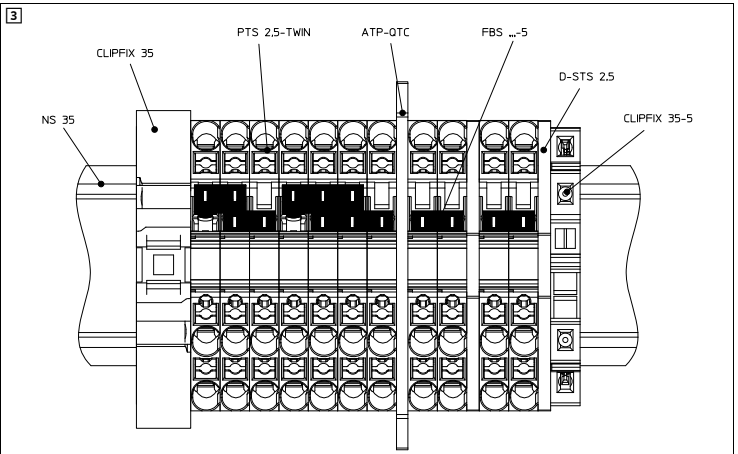 3
PTS 2,5-TWIN
ATP-QTC
FBS ...-5
CLIPFIX 35
D-STS 2.5
NS 35
CLIPFIX 35-5